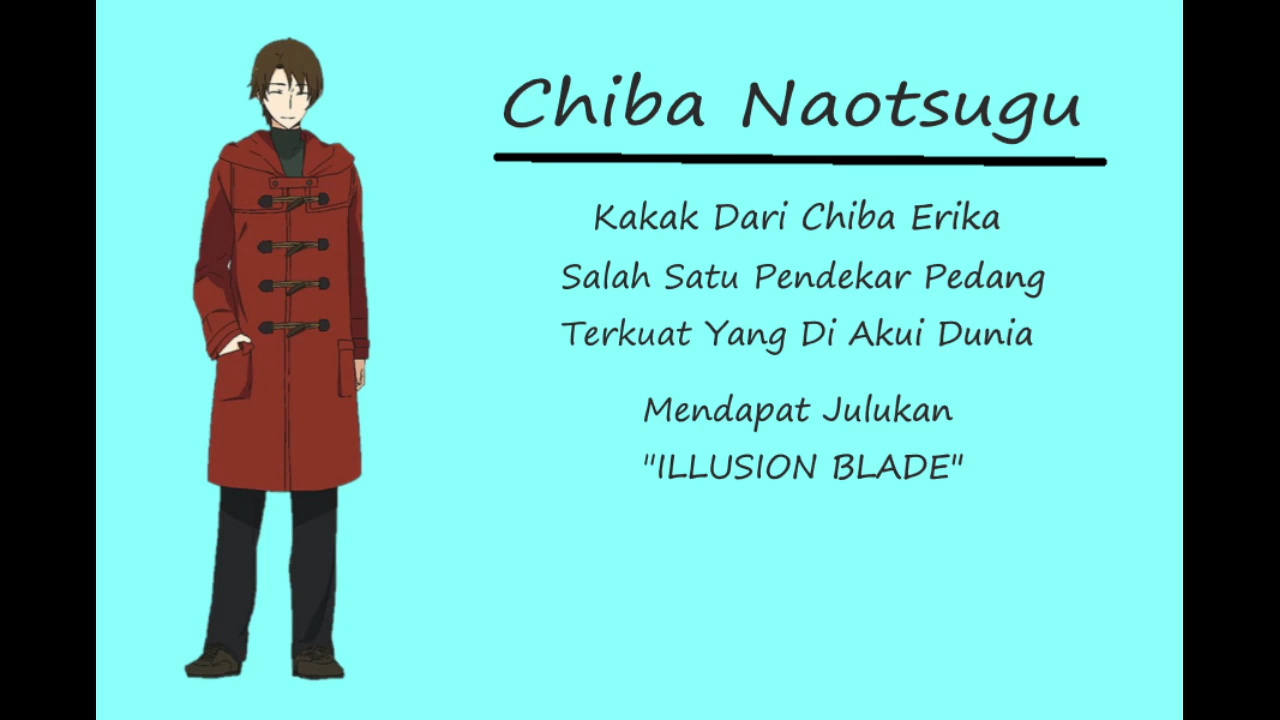 Chiba Naotsugu
Kakak Dari Chiba Erika
Salah Satu Pendekar Pedang
Terkuat Yang Di Akui Dunia
Mendapat Julukan
"ILLUSION BLADE"